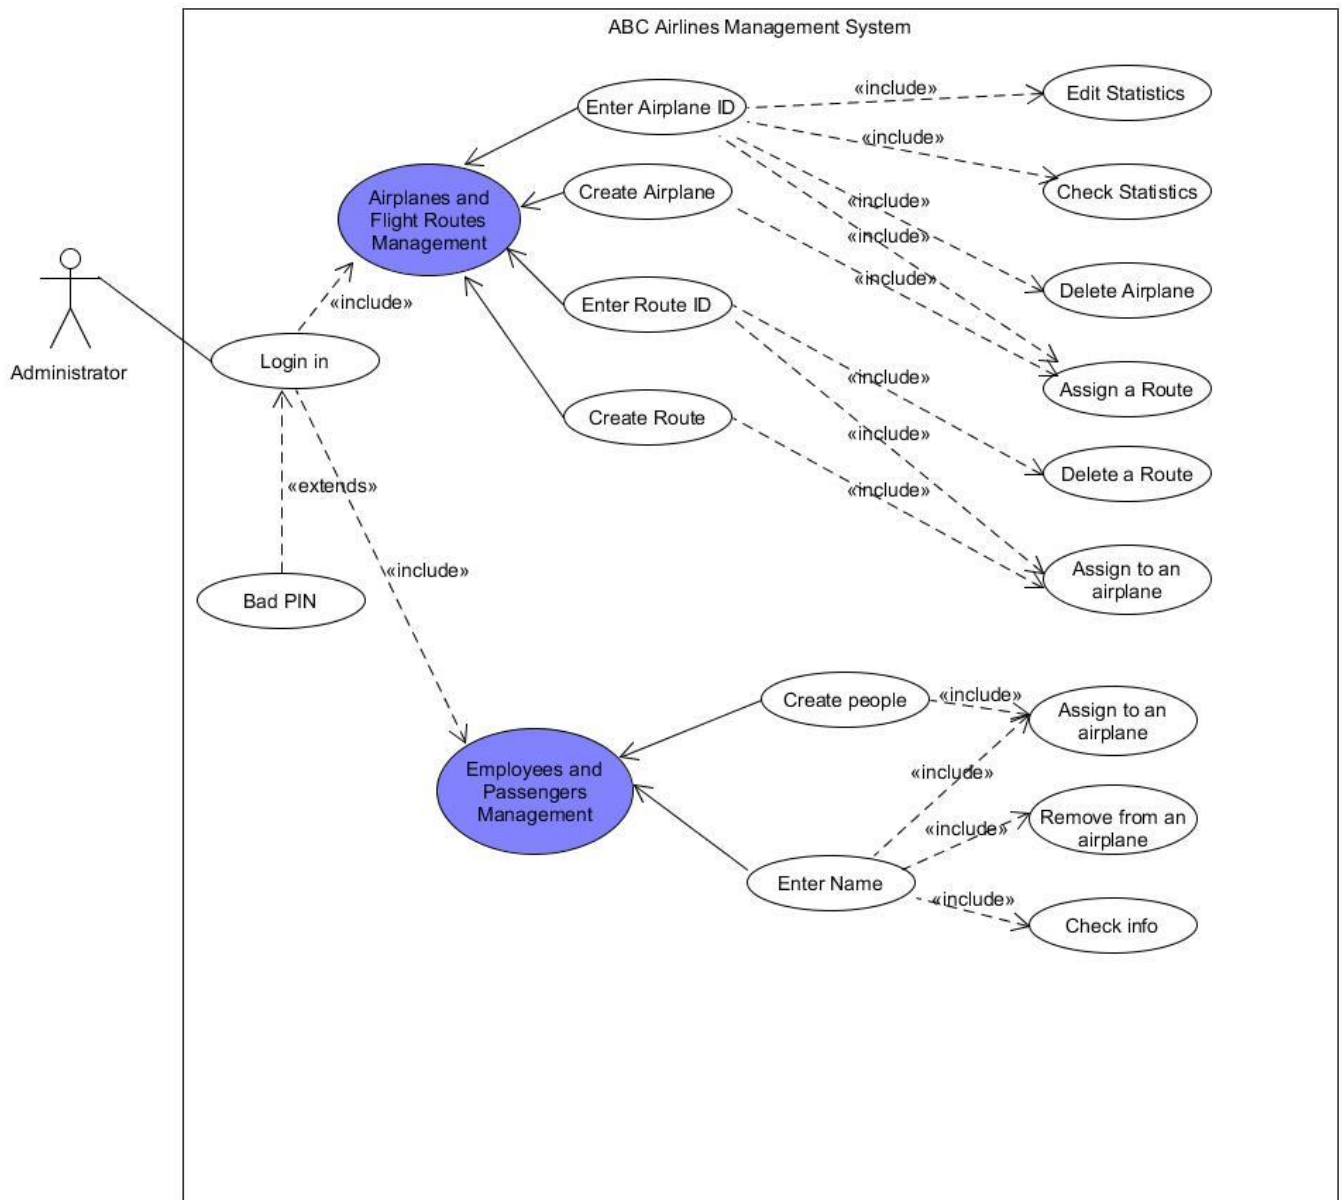 ABC Airlines Management System
Enter Airplane ID
«include»
Edit Statistics
«include»
Check Statistics
Airplanes and
Flight Routes
Management
Create Airplane
«include»
«include»
«include»
Delete Airplane
Enter Route ID
«include»
Administrator
Login in
Assign a Route
«include»
Create Route
«include»
Delete a Route
«include»
«extends»
«include»
Bad PIN
Assign to an
airplane
Create people
«include»
Assign to an
airplane
Employees and
Passengers
Management
«include»
Remove from an
airplane
«include»
Enter Name
«include»
Check info